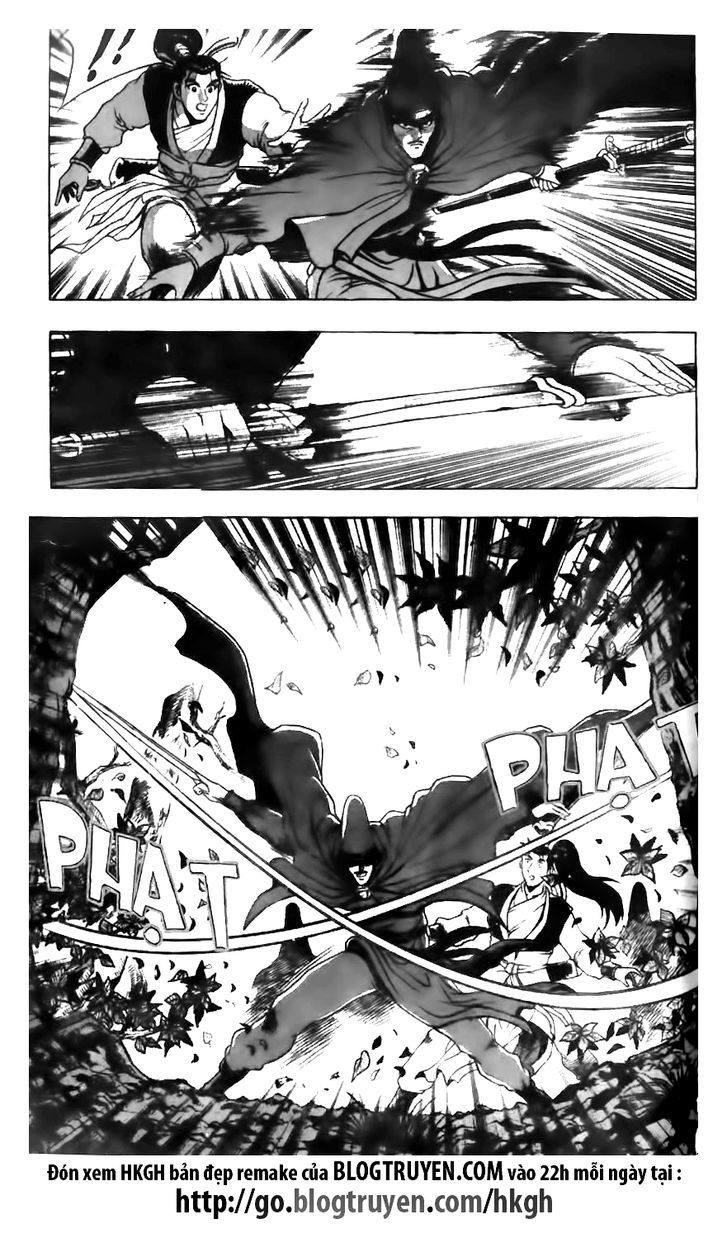 !!
PHẠT
PHẠT
Đón xem HKGH bản đẹp remake của BLOGTRUYEN.COM vào 22h mỗi ngày tại :
http://go.blogtruyen.com/hkgh